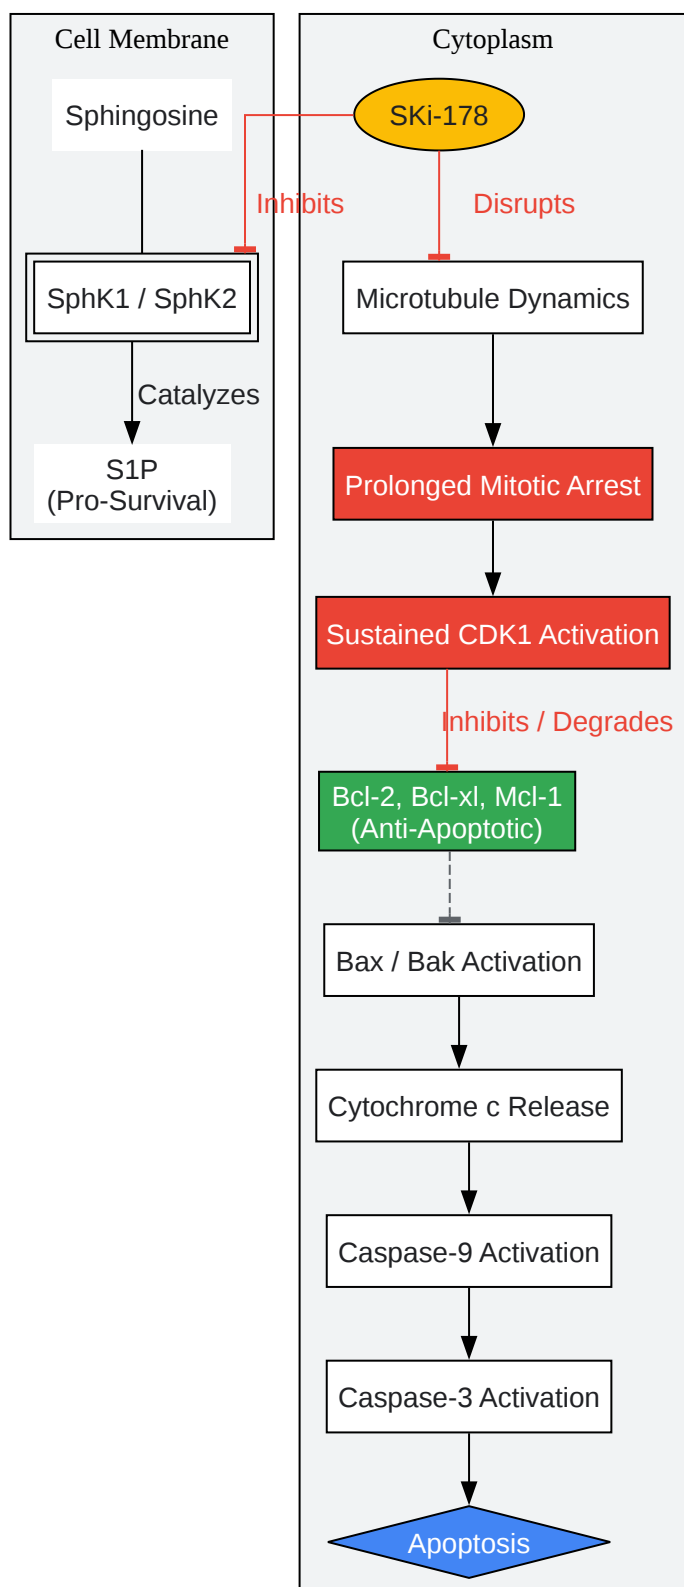 Cell Membrane
Sphingosine
SphK1 / SphK2
Catalyzes
S1P
(Pro-Survival)
Cytoplasm
SKi-178
Inhibits
Disrupts
Microtubule Dynamics
Prolonged Mitotic Arrest
Sustained CDK1 Activation
Inhibits / Degrades
Bcl-2, Bcl-xl, Mcl-1
(Anti-Apoptotic)
Bax / Bak Activation
Cytochrome c Release
Caspase-9 Activation
Caspase-3 Activation
Apoptosis